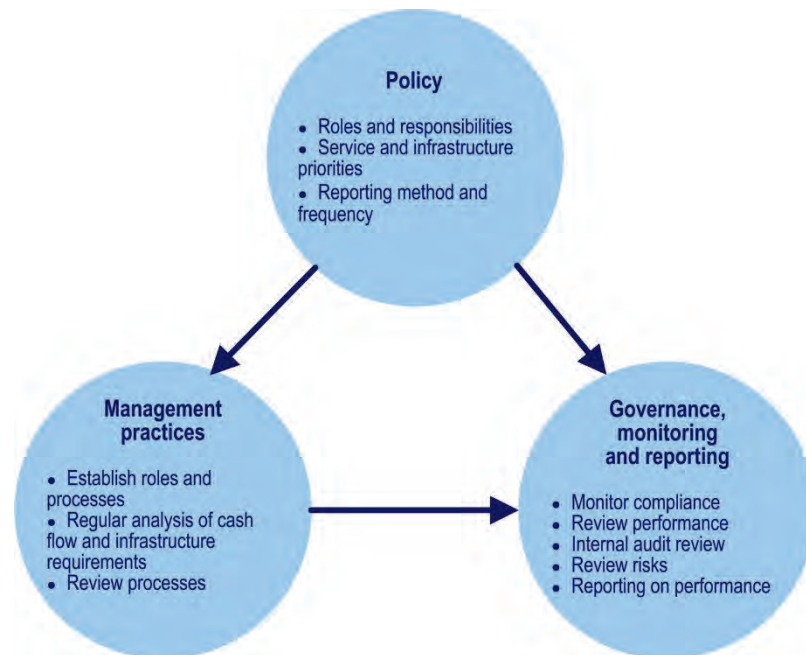 Policy
● Roles and responsibilities
● Service and infrastructure
priorities
● Reporting method and
frequency
Management
practices
● Establish roles and
processes
● Regular analysis of cash
flow and infrastructure
requirements
● Review processes
Governance,
monitoring
and reporting
● Monitor compliance
● Review performance
● Internal audit review
● Review risks
● Reporting on performance